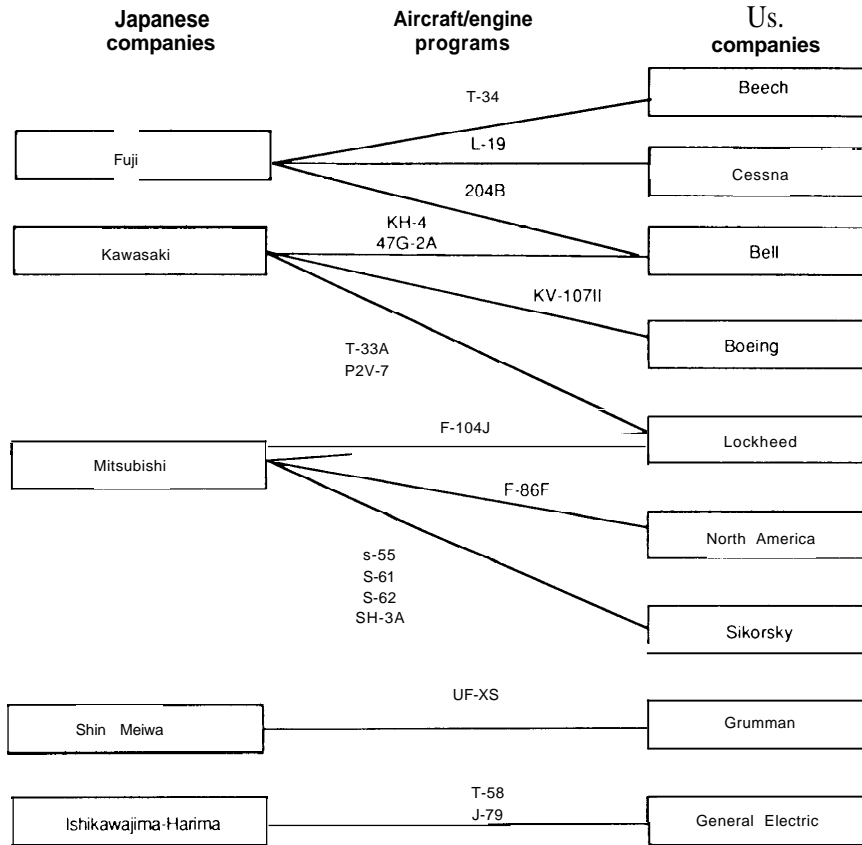 Japanese
companies
Aircraft/engine
programs
Us.
companies
T-34
Beech
L-19
Fuji
Cessna
204B
KH-4
47G-2A
Kawasaki
Bell
KV-107II
Boeing
T-33A
P2V-7
F-104J
Lockheed
Mitsubishi
F-86F
North America
s-55
S-61
S-62
SH-3A
Sikorsky
UF-XS
Shin Meiwa
Grumman
T-58
J-79
Ishikawajima-Harima
General Electric